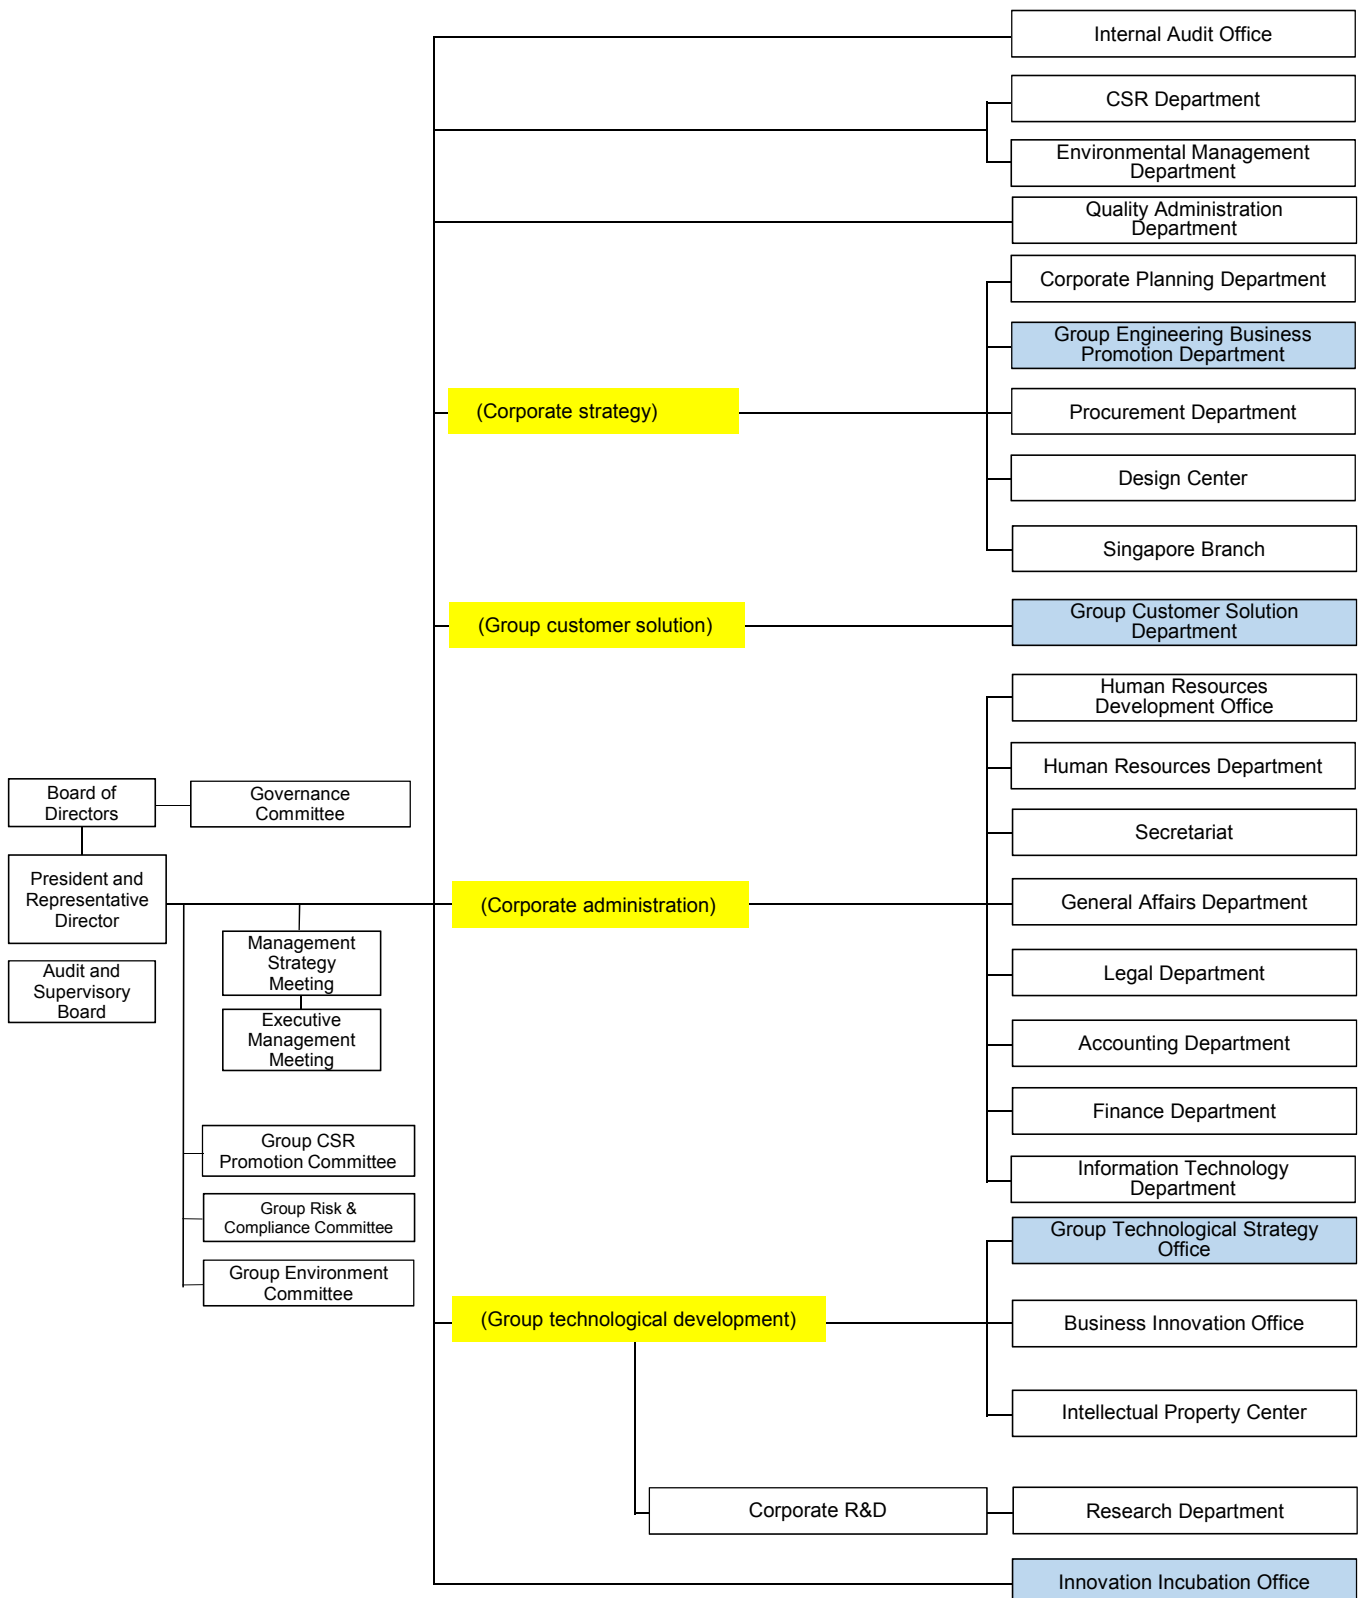 Internal Audit Office
CSR Department
Environmental Management
Department
Quality Administration
Department
Corporate Planning Department
Group Engineering Business
Promotion Department
(Corporate strategy)
Procurement Department
Design Center
Singapore Branch
(Group customer solution)
Group Customer Solution
Department
Human Resources
Development Office
Human Resources Department
Board of
Directors
Governance
Committee
Secretariat
President and
Representative
Director
(Corporate administration)
General Affairs Department
Management
Strategy
Meeting
Audit and
Supervisory
Board
Legal Department
Executive
Management
Meeting
Accounting Department
Finance Department
Group CSR
Promotion Committee
Information Technology
Department
Group Risk &
Compliance Committee
Group Technological Strategy
Office
Group Environment
Committee
(Group technological development)
Business Innovation Office
Intellectual Property Center
Corporate R&D
Research Department
Innovation Incubation Office